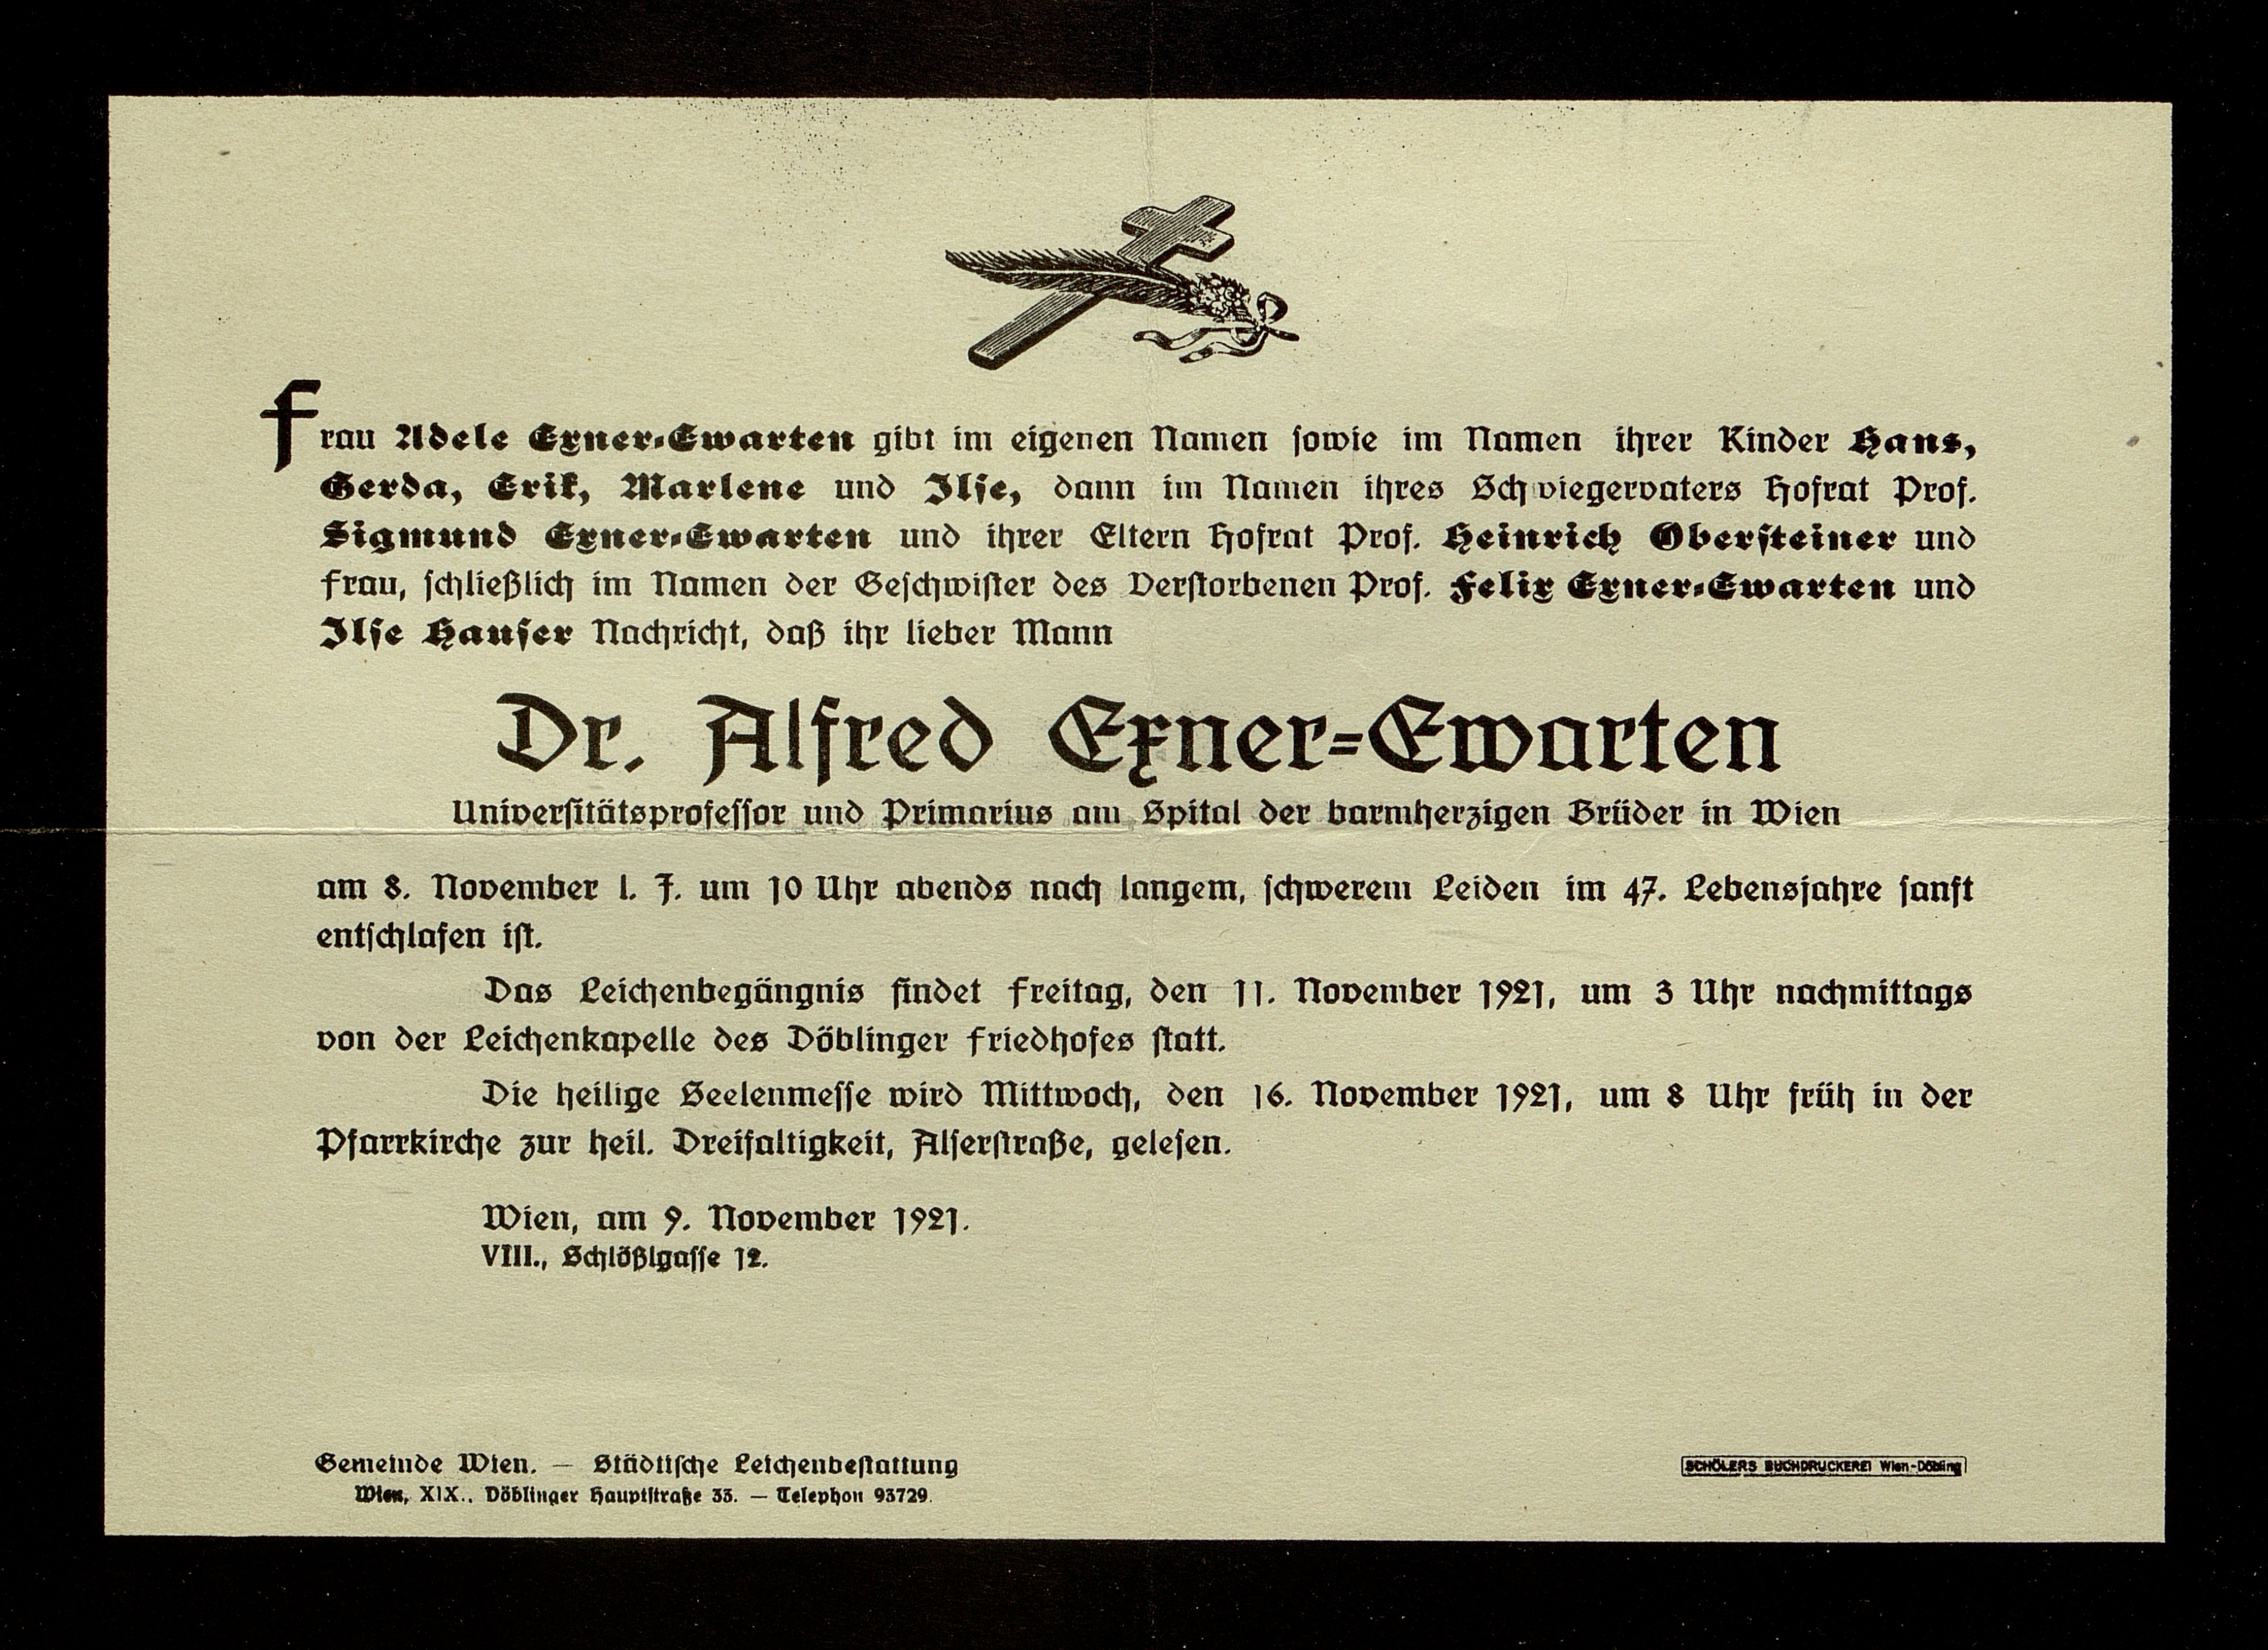 Frau Adele Exner-Ewarten gibt im eigenen Namen sowie im Namen ihrer Kinder Hans,
Gerda, Erik, Marlene und Ilse, dann im Namen ihres Schwiegervaters Hofrat Prof.
Sigmund Exner-Ewarten und ihrer Eltern Hofrat Prof. Heinrich Obersteiner und
Frau, schließlich im Namen der Geschwister des Verstorbenen Prof. Felix Exner-Ewarten und
Ilse Hauser Nachricht, daß ihr lieber Mann
Dr. Alfred Exner-Ewarten
Universitätsprofessor und Primarius am Spital der barmherzigen Brüder in Wien
am 8. November l. J. um 10 Uhr abends nach langem, schwerem Leiden im 47. Lebensjahre sanft
entschlafen ist.
Das Leichenbegängnis findet Freitag, den 11. November 1921, um 3 Uhr nachmittags
von der Leichenkapelle des Döblinger Friedhofes statt.
Die heilige Seelenmesse wird Mittwoch, den 16. November 1921, um 8 Uhr früh in der
Pfarrkirche zur heil. Dreifaltigkeit, Alserstraße, gelesen.
Wien, am 9. November 1921.
VIII., Schlößlgasse 12.
Gemeinde Wien. — Städtische Leichenbestattung
Wien, XIX., Döblinger Hauptstraße 33. — Telephon 93729.
SCHÖLERS BUCHDRUCKEREI Wien-Döbling